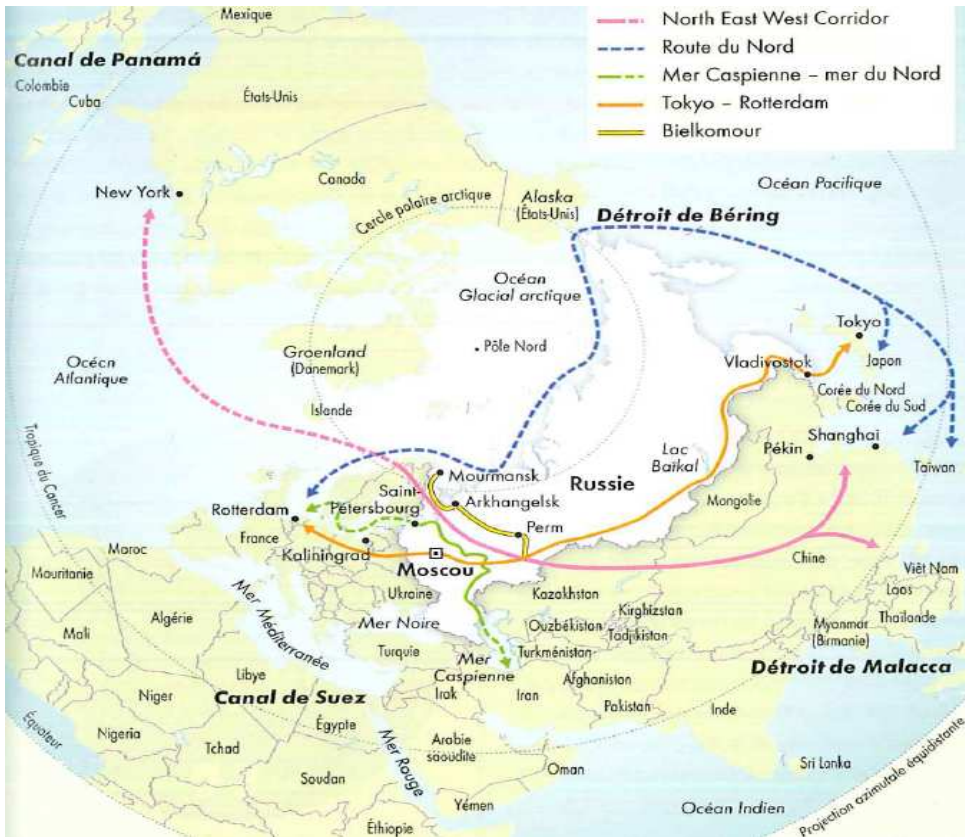 North East West Corridor
Route du Nord
Mer Caspienne – mer du Nord
Tokyo – Rotterdam
Bielkomour
Mexique
Canal de Panamá
Colombie
Cuba
États-Unis
New York
Canada
Cercle polaire arctique
Alaska
(États-Unis)
Océan Pacifique
Détroit de Béring
Océan
Glacial arctique
Pôle Nord
Groenland
(Danemark)
Océcn
Atlantique
Islande
Tropique du Cancer
Tokyo
Japon
Vladivostok
Corée du Nord
Corée du Sud
Shanghai
Pékin
Taïwan
Lac
Baïkal
Russie
Mongolie
Mourmansk
Saint-
Pétersbourg
Arkhangelsk
Perm
Rotterdam
France
Kaliningrad
Moscou
Chine
Maroc
Mauritanie
Algérie
Mali
Mer Méditerranée
Ukraine
Mer Noire
Turquie
Kazakhstan
Kirghizstan
Ouzbékistan
Tadjikistan
Turkménistan
Viêt Nam
Laos
Thaïlande
Myanmar
(Birmanie)
Mer
Caspienne
Détroit de Malacca
Libye
Canal de Suez
Irak
Iran
Afghanistan
Pakistan
Inde
Niger
Égypte
Équateur
Nigeria
Tchad
Mer Rouge
Arabie
saoudite
Oman
Soudan
Yémen
Éthiopie
Sri Lanka
Océan Indien
Projection azimutale équidistante